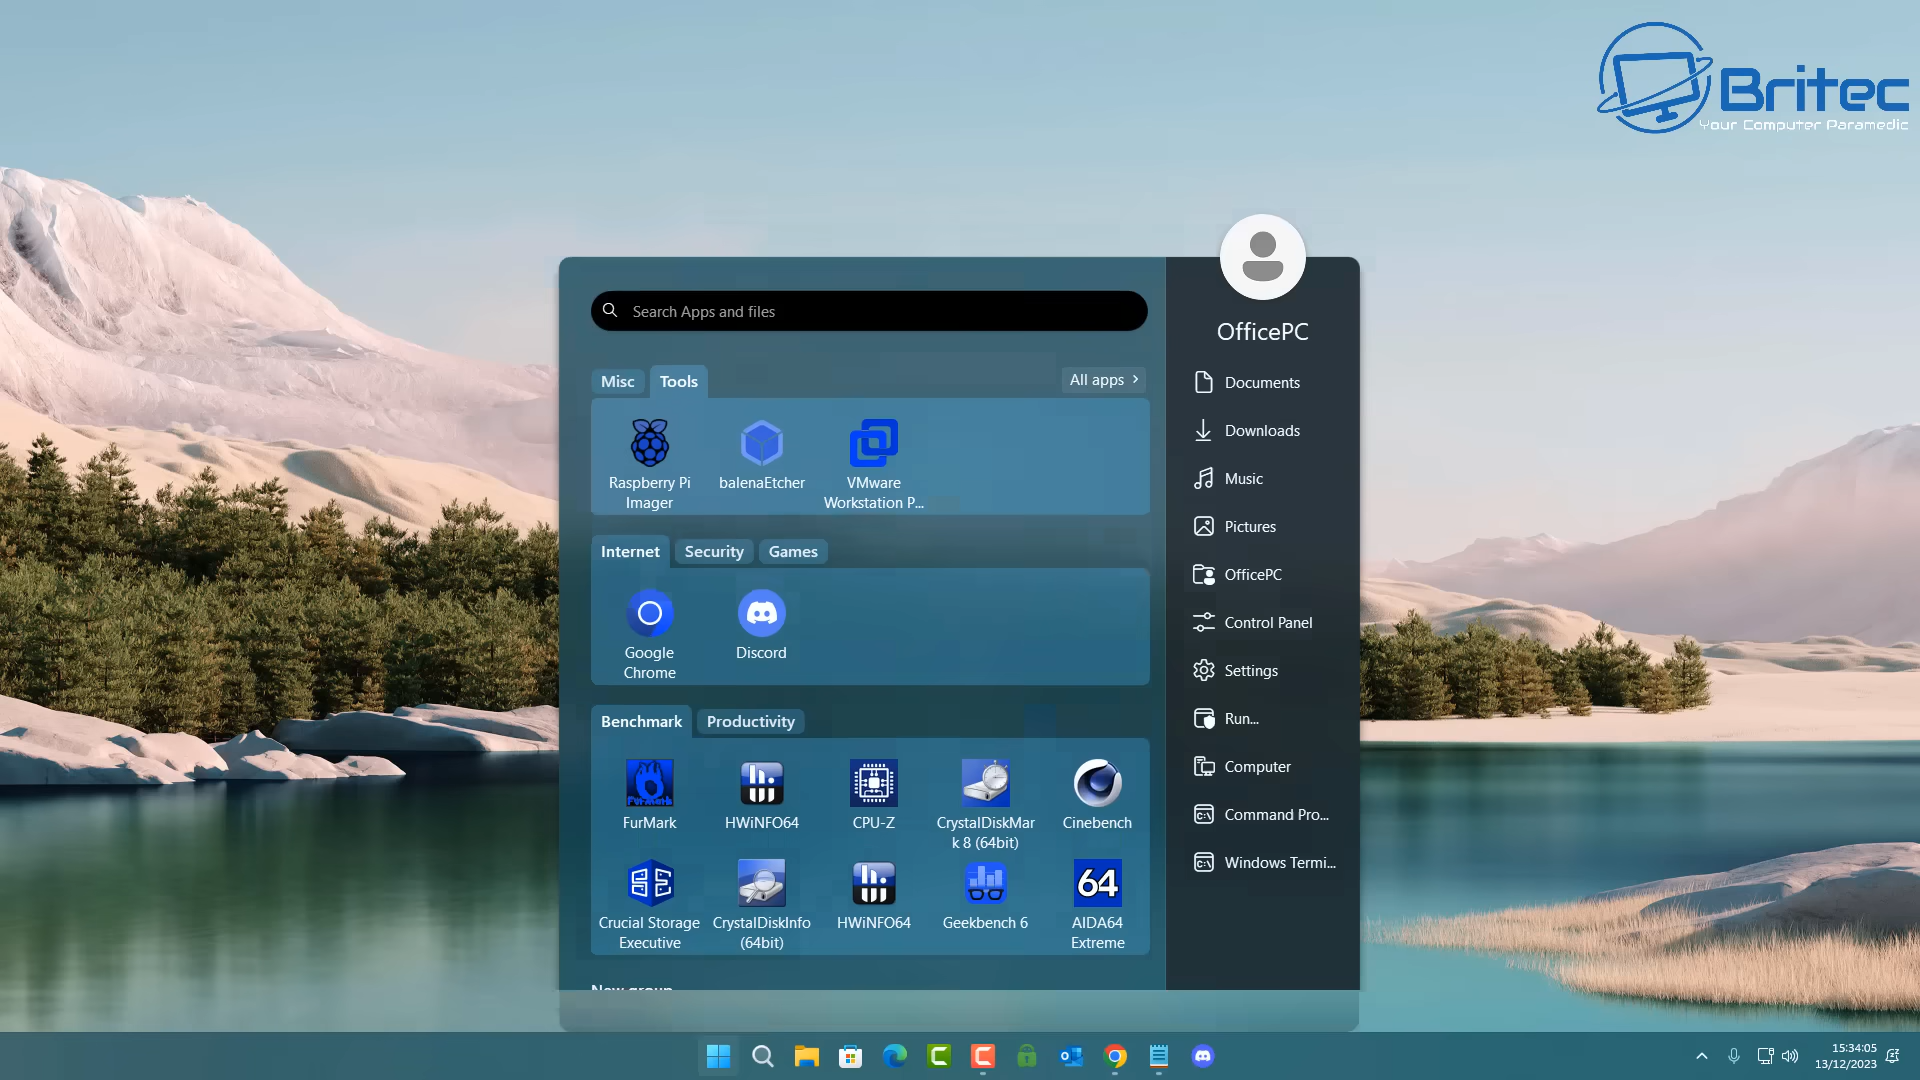 Britec
Your Computer Paramedic
Search Apps and files
OfficePC
Misc Tools
All apps
Documents
Downloads
Music
Pictures
OfficePC
Control Panel
Settings
Run...
Computer
Command Pro...
Windows Termi...
Raspberry Pi Imager
balenaEtcher
VMware Workstation P...
Internet Security Games
Google Chrome
Discord
Benchmark Productivity
FurMark
FurMark
HWiNFO64
CPU-Z
CrystalDiskMar
k 8 (64bit)
Cinebench
Crucial Storage Executive
CrystalDiskInfo (64bit)
HWiNFO64
Geekbench 6
64
AIDA64 Extreme
New group
15:34:05
13/12/2023